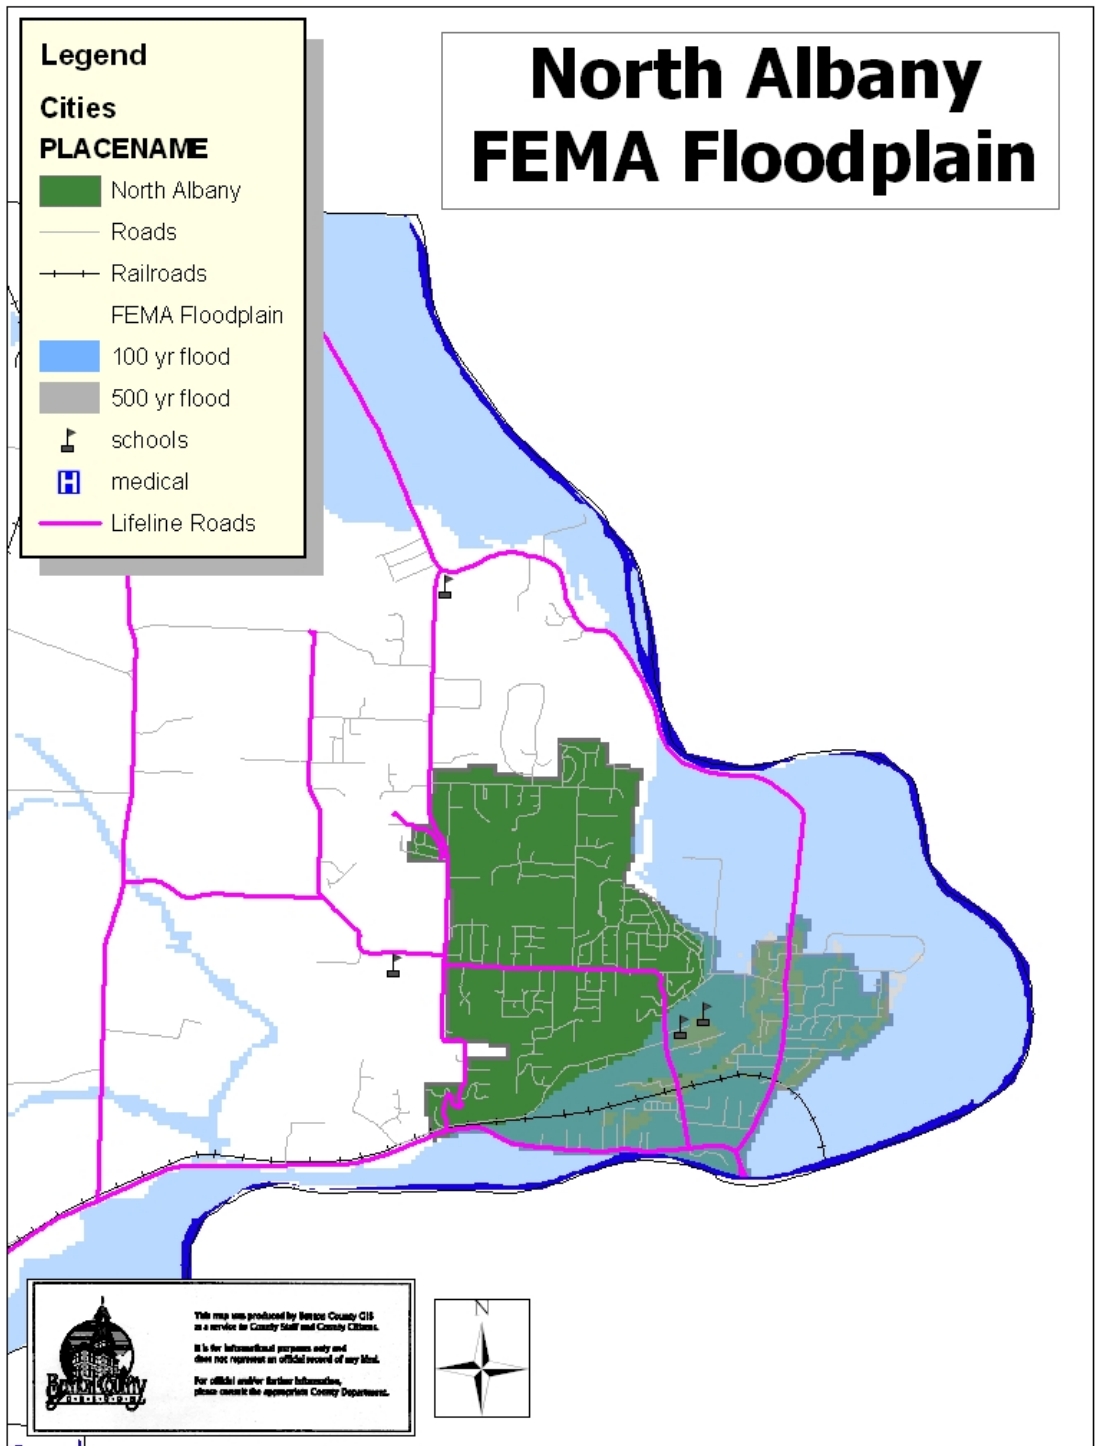 Legend
Cities
PLACENAME
North Albany
Roads
Railroads
FEMA Floodplain
100 yr flood
500 yr flood
schools
H medical
Lifeline Roads
North Albany
FEMA Floodplain
This map was produced by Benton County GIS
as a service to County Staff and County Citizens.
It is for informational purposes only and
does not represent an official record of any kind.
For official and/or further information,
please consult the appropriate County Department.
Benton County
N